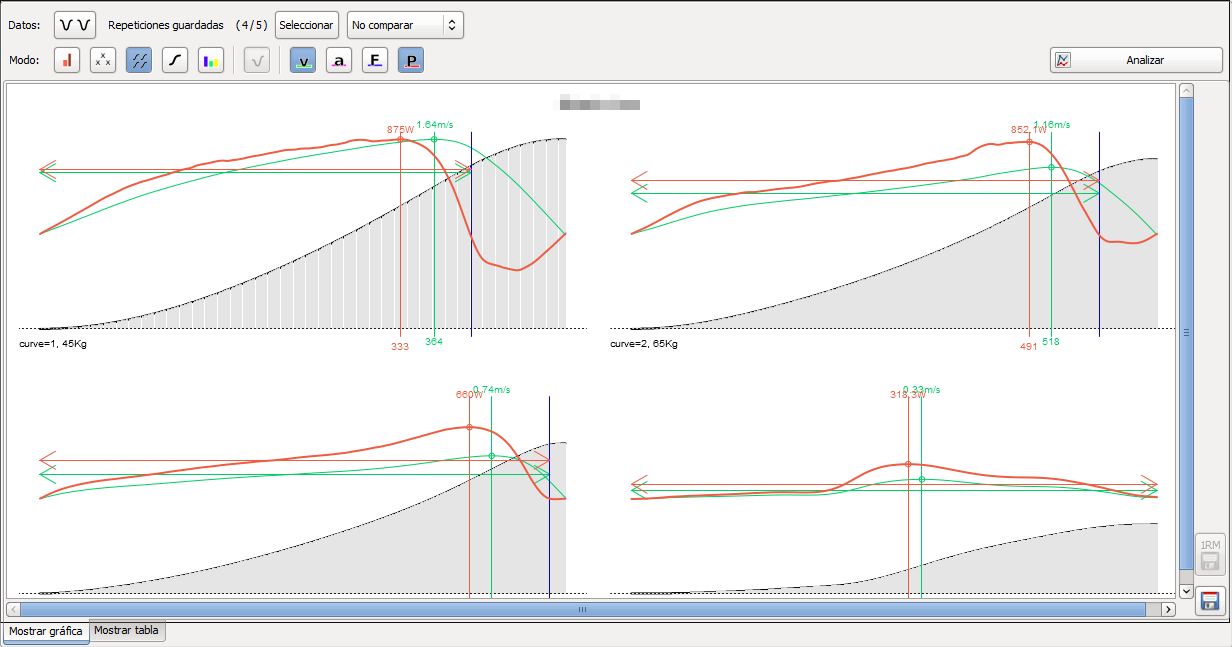 Datos: Repeticiones guardadas (4/5) Seleccionar No comparar
Modo: v a F P Analizar
875W 1.64m/s
852.1W 1.16m/s
333 364
491 518
curve=1, 45Kg
curve=2, 65Kg
660W 0.74m/s
318.3W 0.33m/s
1RM
Mostrar gráfica Mostrar tabla